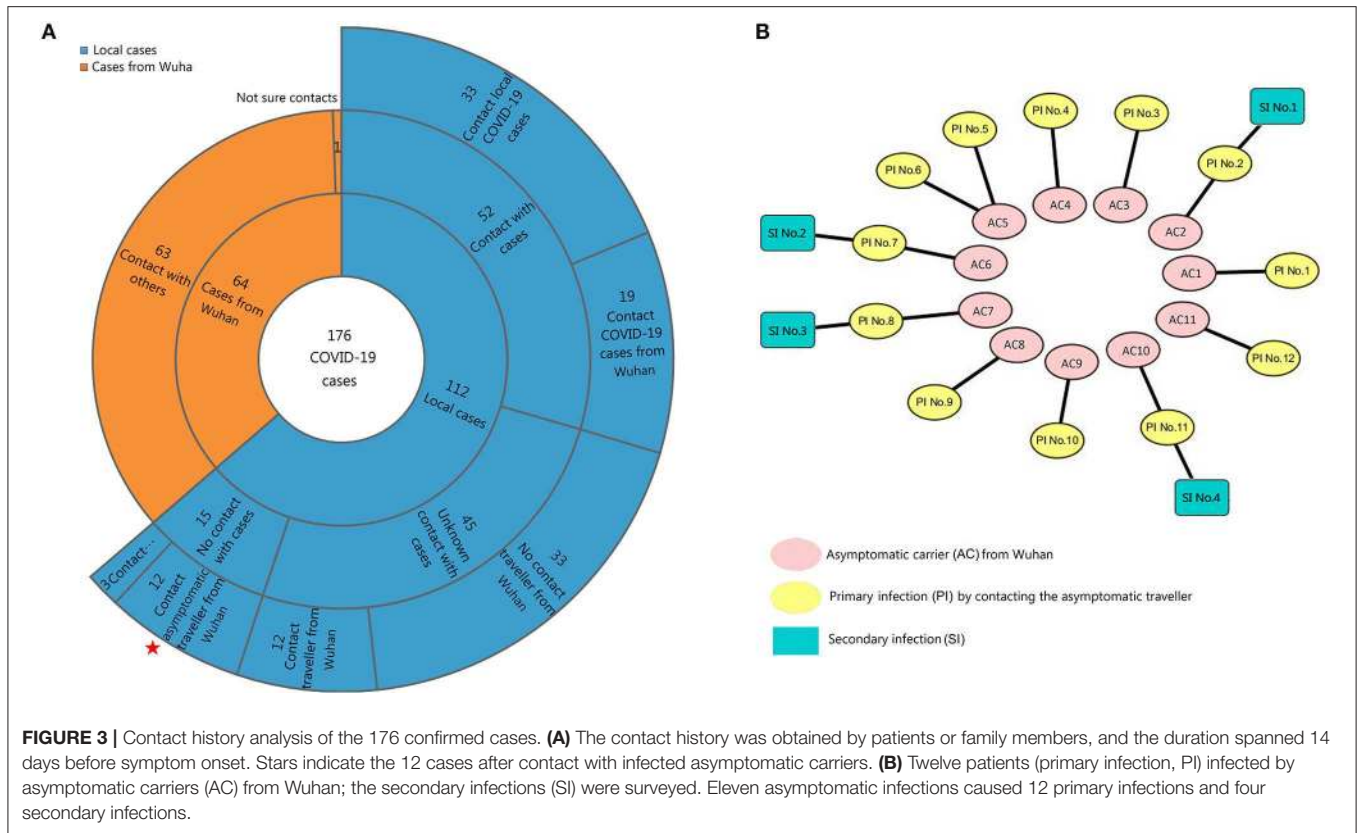 A
Local cases
Cases from Wuha
Not sure contacts
1
33
Contact local
COVID-19
cases
52
Contact with
cases
19
Contact
COVID-19
cases from
Wuhan
63
Contact with
others
64
Cases from
Wuhan
176
COVID-19
cases
112
Local cases
45
Unknown
contact with
cases
33
No contact
traveller from
Wuhan
15
No contact
with cases
3Contact…
12
Contact
asymptomatic
traveller from
Wuhan
12
Contact
traveller from
Wuhan
B
SI No.1
PI No.4
PI No.3
PI No.5
PI No.2
PI No.6
AC4
AC3
AC5
AC2
SI No.2
PI No.7
AC6
AC1
PI No.1
SI No.3
PI No.8
AC7
AC11
AC8
AC9
AC10
PI No.12
PI No.9
PI No.10
PI No.11
SI No.4
Asymptomatic carrier (AC) from Wuhan
Primary infection (PI) by contacting the asymptomatic traveller
Secondary infection (SI)
FIGURE 3 | Contact history analysis of the 176 confirmed cases. (A) The contact history was obtained by patients or family members, and the duration spanned 14
days before symptom onset. Stars indicate the 12 cases after contact with infected asymptomatic carriers. (B) Twelve patients (primary infection, PI) infected by
asymptomatic carriers (AC) from Wuhan; the secondary infections (SI) were surveyed. Eleven asymptomatic infections caused 12 primary infections and four
secondary infections.